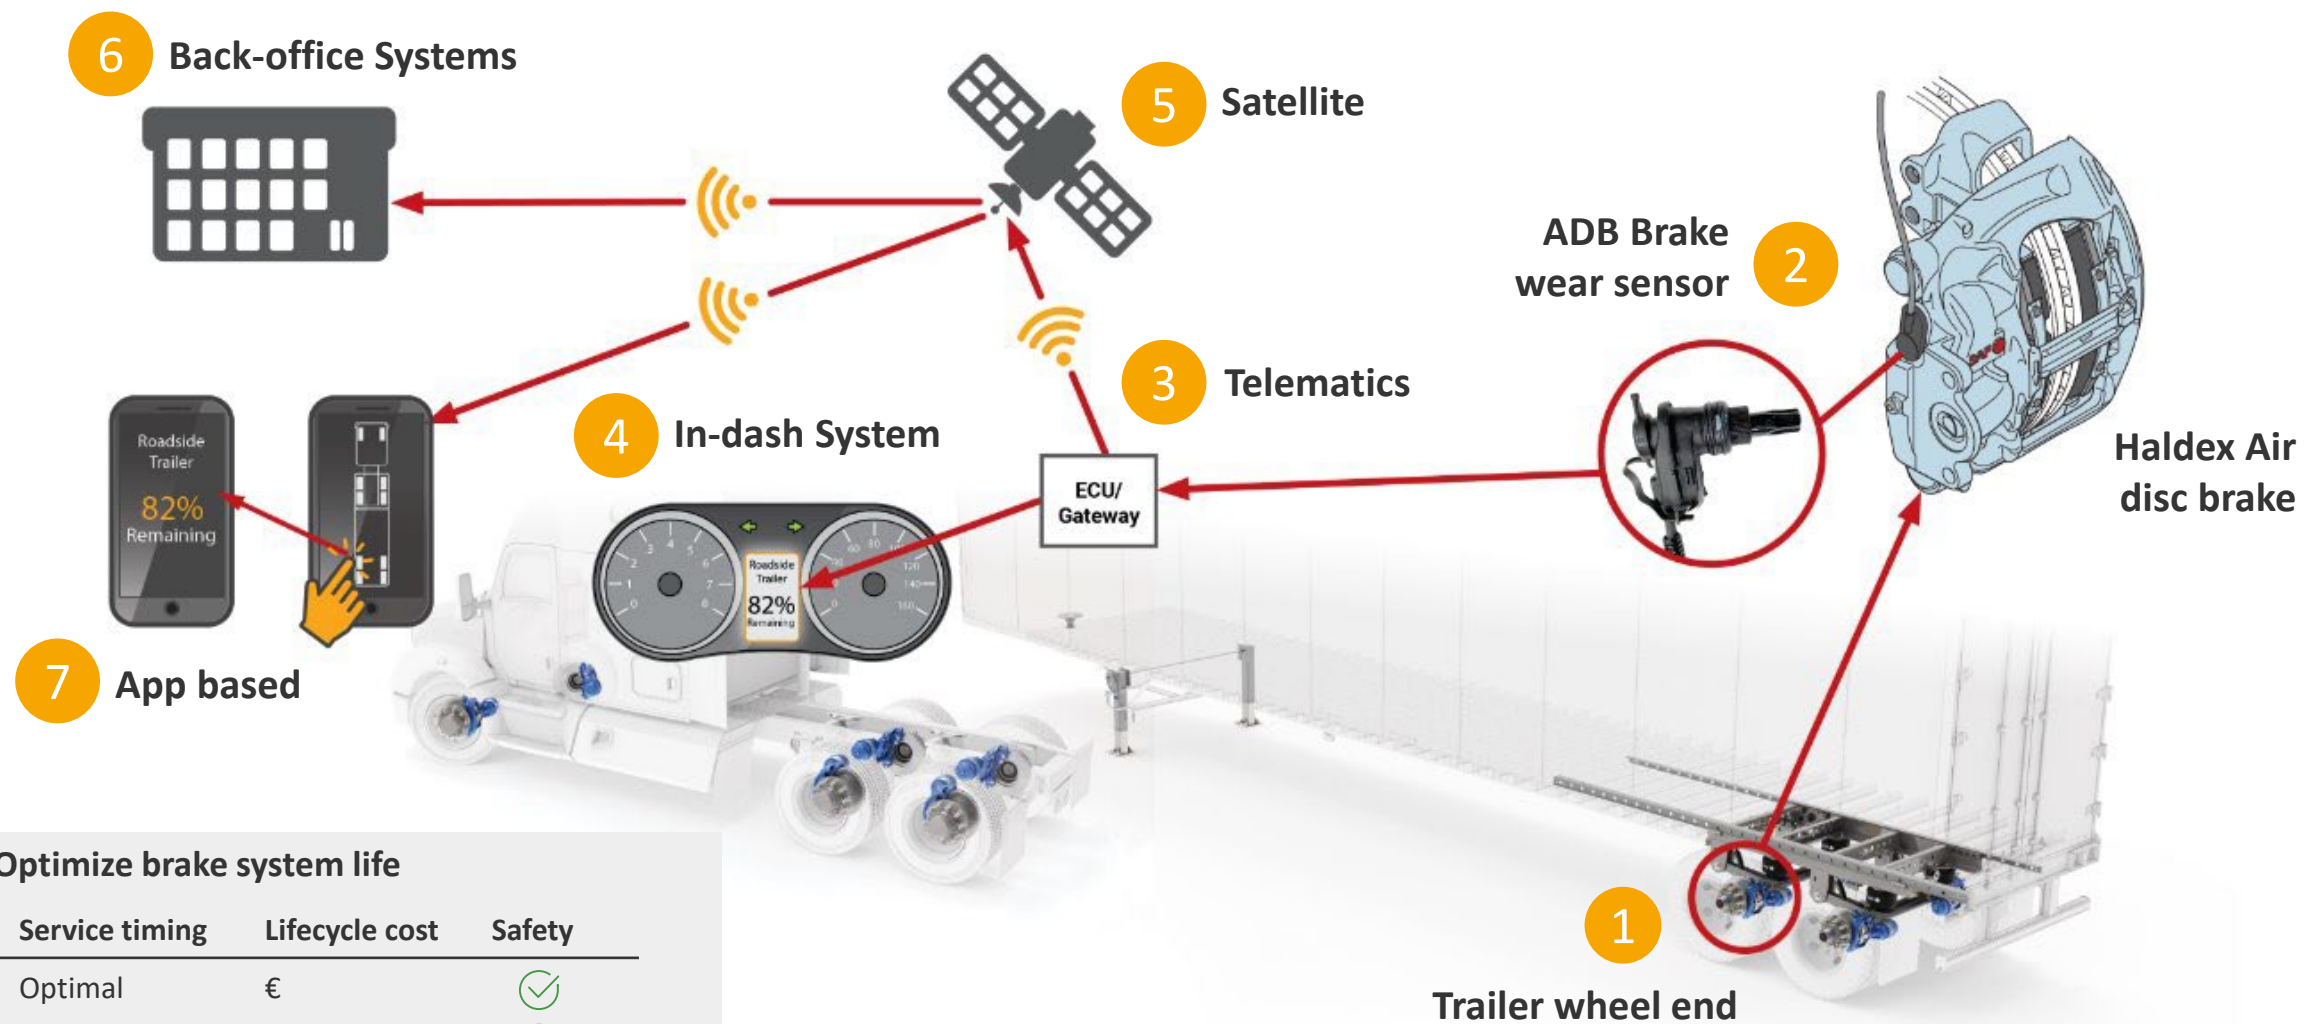 6 Back-office Systems
5 Satellite
ADB Brake
wear sensor
2
3 Telematics
4 In-dash System
Haldex Air
disc brake
ECU/
Gateway
Roadside
Trailer
82%
Remaining
Roadside
Trailer
82%
Remaining
7 App based
1
Trailer wheel end
Optimize brake system life
Service timing Lifecycle cost Safety
Optimal €